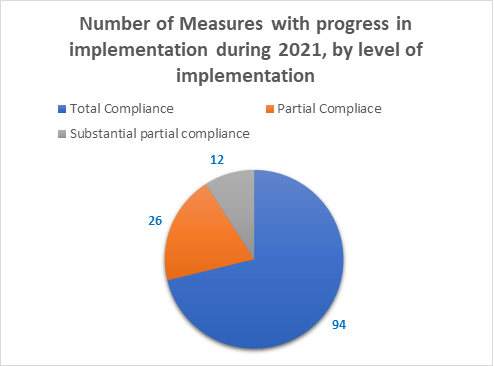 Number of Measures with progress in
implementation during 2021, by level of
implementation
Total Compliance
Partial Compliace
Substantial partial compliance
12
26
94